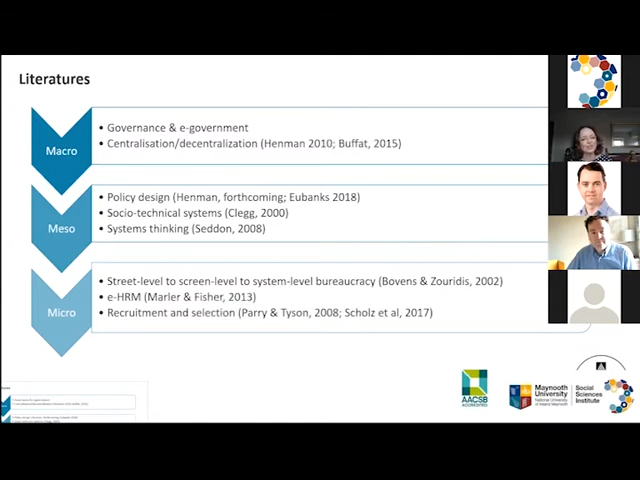 Literatures
Macro
• Governance & e-government
• Centralisation/decentralization (Henman 2010; Buffat, 2015)
Meso
• Policy design (Henman, forthcoming; Eubanks 2018)
• Socio-technical systems (Clegg, 2000)
• Systems thinking (Seddon, 2008)
Micro
• Street-level to screen-level to system-level bureaucracy (Bovens & Zouridis, 2002)
• e-HRM (Marler & Fisher, 2013)
• Recruitment and selection (Parry & Tyson, 2008; Scholz et al, 2017)
AACSB
ACCREDITED
Maynooth
University
National University
of Ireland Maynooth
Social
Sciences
Institute